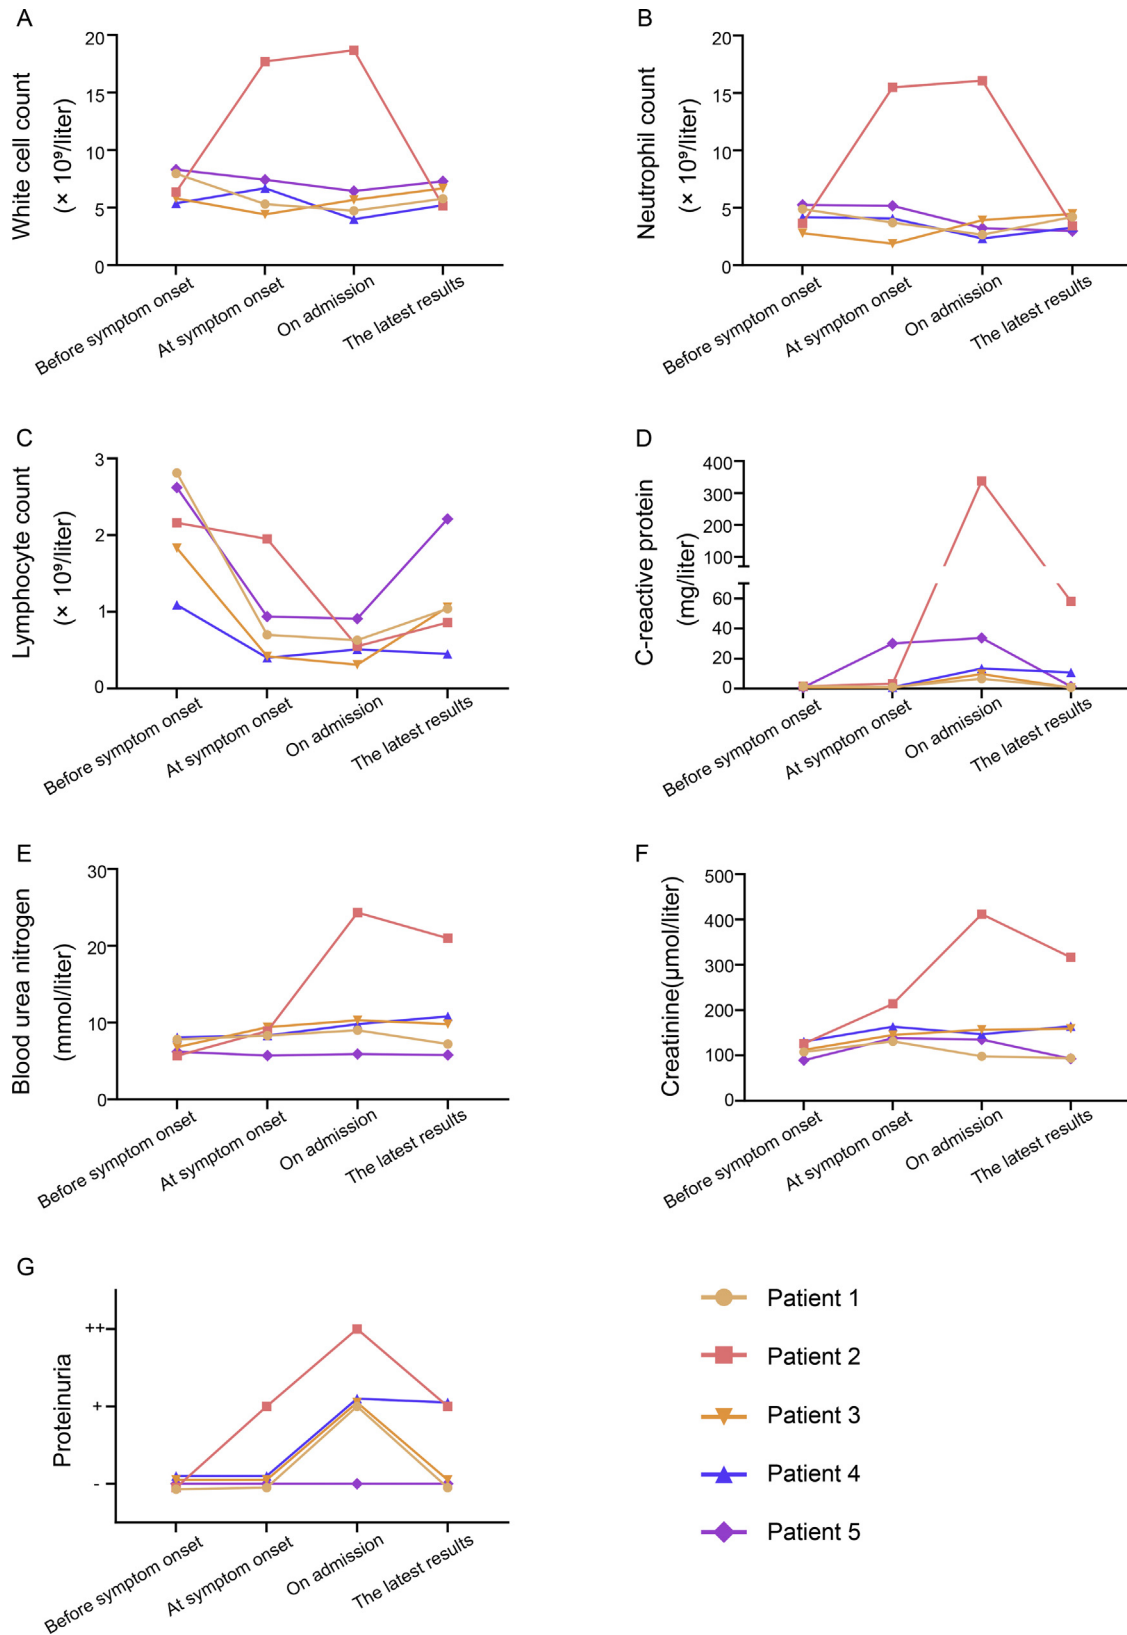 A
White cell count
(× 10⁹/liter)
20
15
10
5
0
Before symptom onset
At symptom onset
On admission
The latest results
B
Neutrophil count
(× 10⁹/liter)
20
15
10
5
0
Before symptom onset
At symptom onset
On admission
The latest results
C
Lymphocyte count
(× 10⁹/liter)
3
2
1
0
Before symptom onset
At symptom onset
On admission
The latest results
D
C-reactive protein
(mg/liter)
400
300
200
100
60
40
20
0
Before symptom onset
At symptom onset
On admission
The latest results
E
Blood urea nitrogen
(mmol/liter)
30
20
10
0
Before symptom onset
At symptom onset
On admission
The latest results
F
Creatinine(μmol/liter)
500
400
300
200
100
0
Before symptom onset
At symptom onset
On admission
The latest results
G
Proteinuria
++
+
-
Before symptom onset
At symptom onset
On admission
The latest results
Patient 1
Patient 2
Patient 3
Patient 4
Patient 5